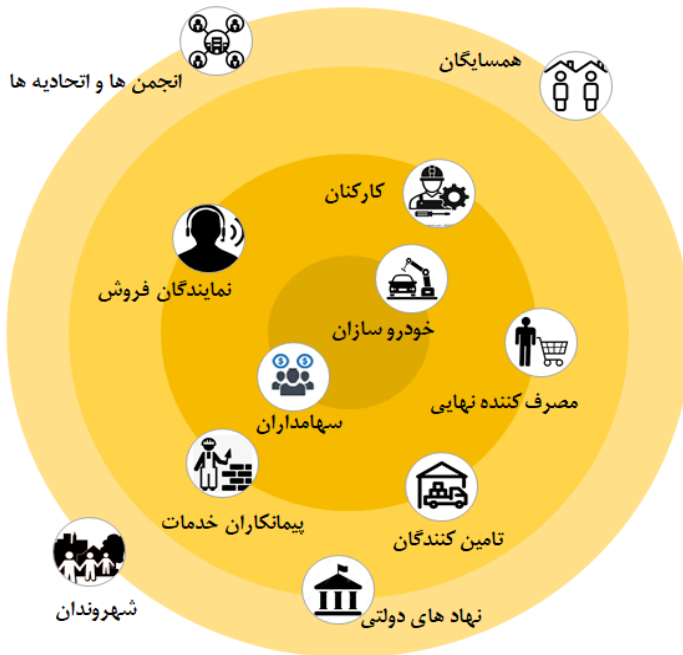 همسایگان
انجمن ها و اتحادیه ها
کارکنان
نمایندگان فروش
خودرو سازان
مصرف کننده نهایی
سهامداران
پیمانکاران خدمات
تامین کنندگان
شهروندان
نهاد های دولتی